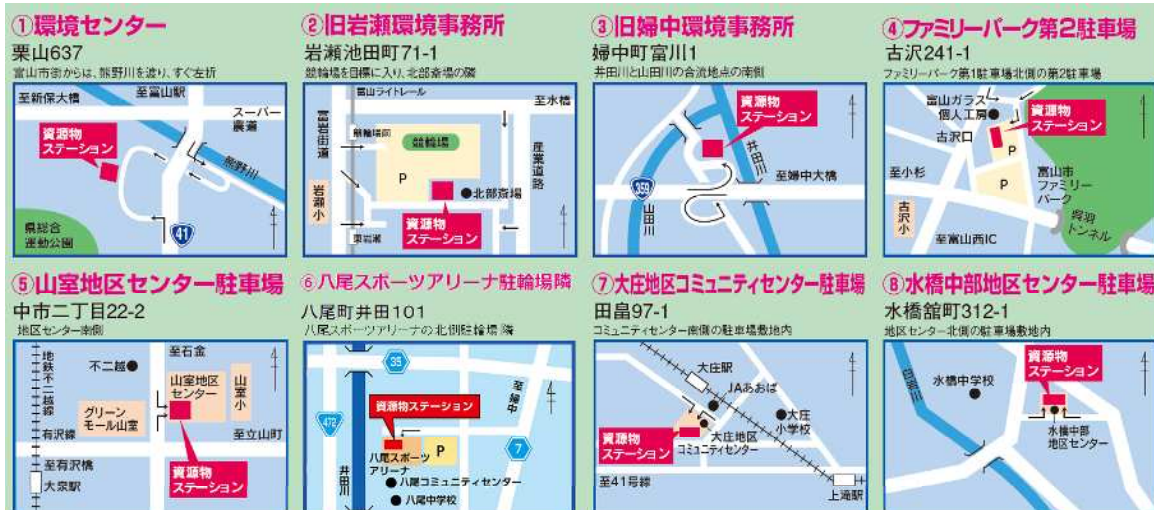 ①環境センター
栗山637
富山市街からは、熊野川を渡り、すぐ左折
至新保大橋
至富山駅
スーパー
農道
資源物
ステーション
熊野川
県総合
運動公園
41
②旧岩瀬環境事務所
岩瀬池田町71-1
競輪場を目標に入り、北部斎場の隣
富山ライトレール
至水橋
富岩街道
競輪場前
競輪場
産業道路
P
北部斎場
岩瀬小
資源物
ステーション
東岩瀬
③旧婦中環境事務所
婦中町富川1
井田川と山田川の合流地点の南側
資源物
ステーション
井田川
359
至婦中大橋
山田川
④ファミリーパーク第2駐車場
古沢241-1
ファミリーパーク第1駐車場北側の第2駐車場
富山ガラス
個人工房
資源物
ステーション
古沢口
P
至小杉
P
富山市
ファミリー
パーク
古沢小
呉羽
トンネル
至富山西IC
⑤山室地区センター駐車場
中市二丁目22-2
地区センター南側
地鉄不二越線
不二越
至石金
山室地区
センター
山室小
グリーン
モール山室
有沢線
至立山町
至有沢橋
資源物
ステーション
大泉駅
⑥八尾スポーツアリーナ駐輪場隣
八尾町井田101
八尾スポーツアリーナの北側駐輪場隣
35
至婦中
472
資源物ステーション
P
7
八尾スポーツ
アリーナ
井田川
八尾コミュニティセンター
八尾中学校
⑦大庄地区コミュニティセンター駐車場
田畠97-1
コミュニティセンター南側の駐車場敷地内
大庄駅
JAあおば
大庄
小学校
資源物
ステーション
大庄地区
コミュニティセンター
至41号線
上滝駅
⑧水橋中部地区センター駐車場
水橋舘町312-1
地区センター北側の駐車場敷地内
資源物
ステーション
水橋中学校
水橋中部
地区センター